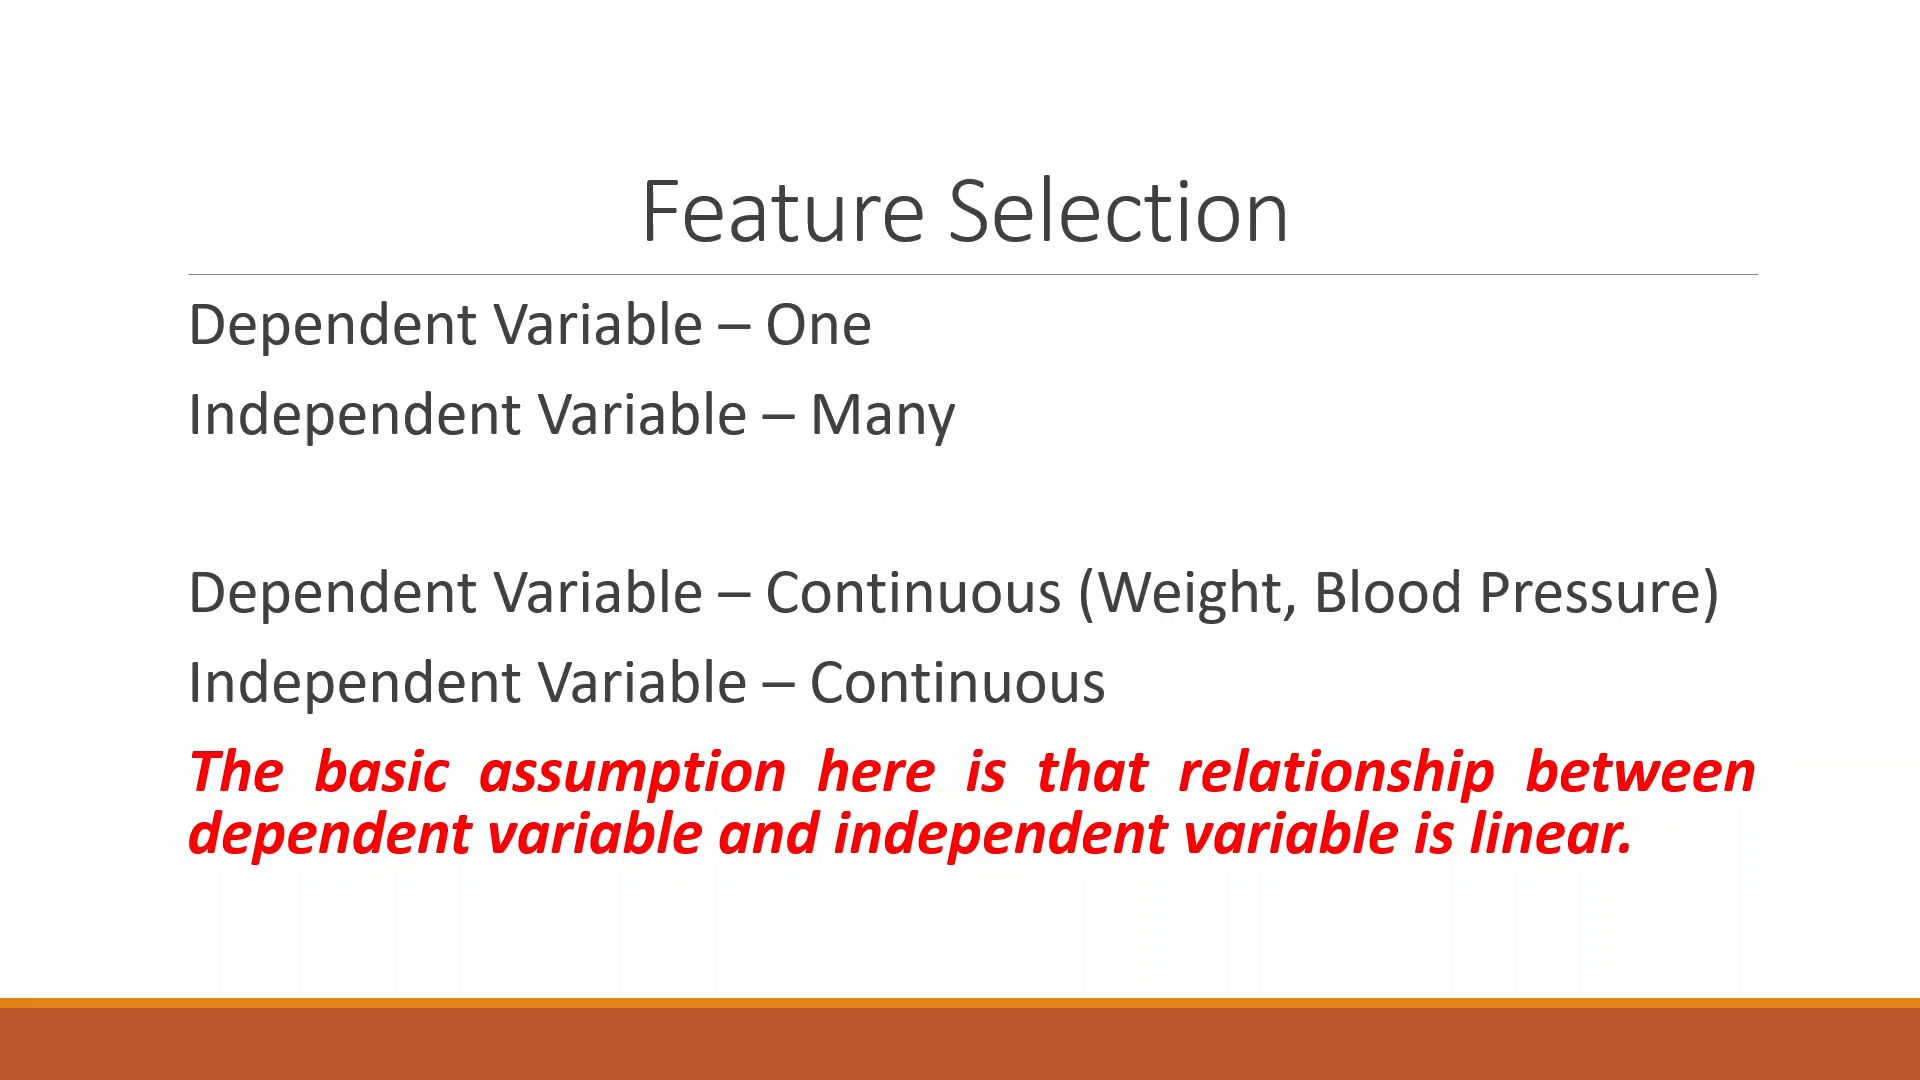 Feature Selection
Dependent Variable – One
Independent Variable – Many
Dependent Variable – Continuous (Weight, Blood Pressure)
Independent Variable – Continuous
The basic assumption here is that relationship between
dependent variable and independent variable is linear.